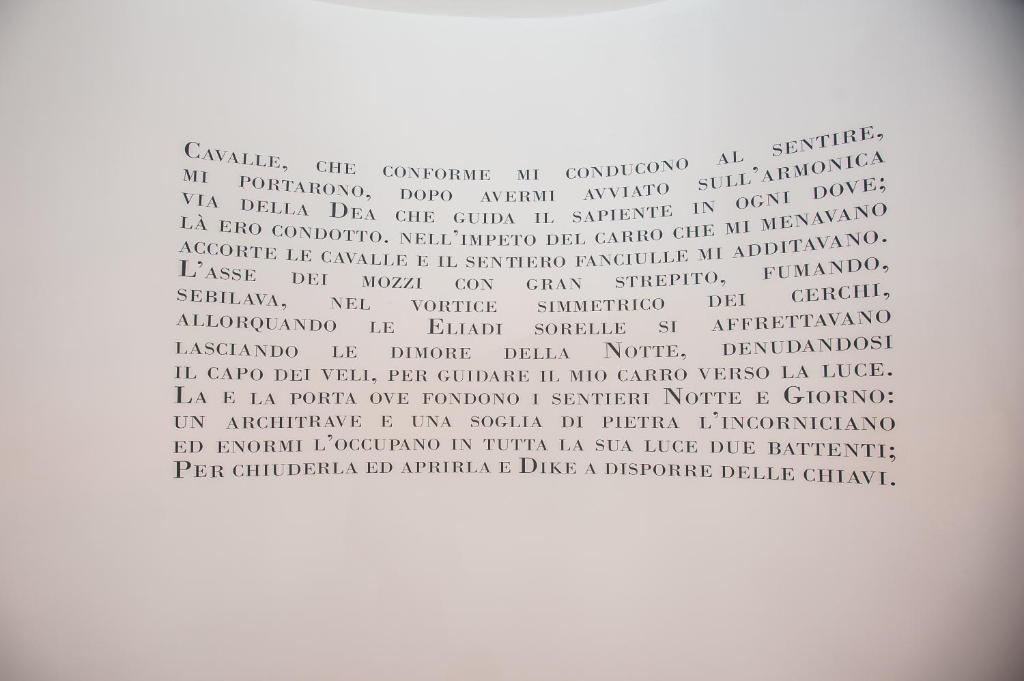 Cavalle, che conforme mi conducono al sentire,
mi portarono, dopo avermi avviato sull'armonica
via della Dea che guida il sapiente in ogni dove;
là ero condotto. nell'impeto del carro che mi menavano
accorte le cavalle e il sentiero fanciulle mi additavano.
L'asse dei mozzi con gran strepito, fumando,
sebilava, nel vortice simmetrico dei cerchi,
allorquando le Eliadi sorelle si affrettavano
lasciando le dimore della Notte, denudandosi
il capo dei veli, per guidare il mio carro verso la luce.
La e la porta ove fondono i sentieri Notte e Giorno:
un architrave e una soglia di pietra l'incorniciano
ed enormi l'occupano in tutta la sua luce due battenti;
Per chiuderla ed aprirla e Dike a disporre delle chiavi.